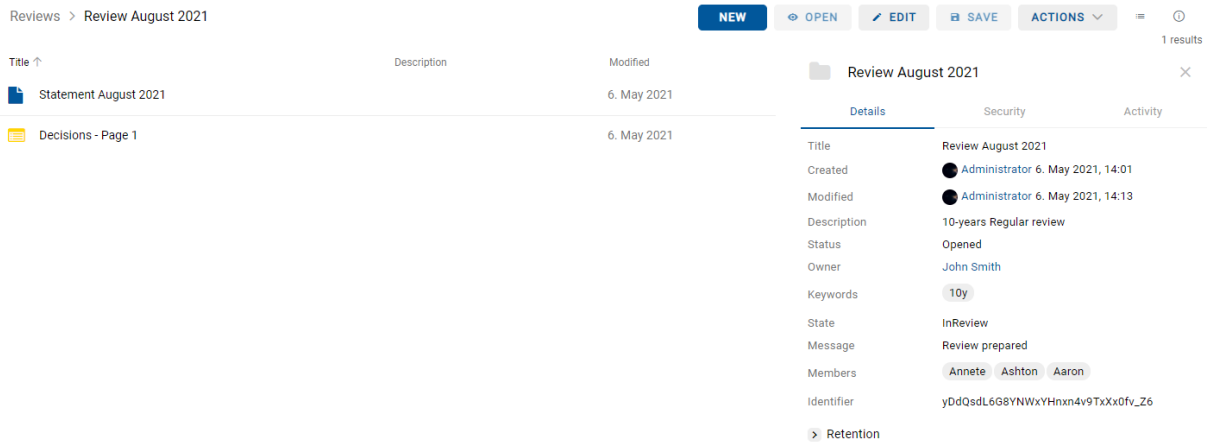 Reviews > Review August 2021
NEW
OPEN
EDIT
SAVE
ACTIONS
1 results
Title
Description
Modified
Statement August 2021
6. May 2021
Decisions - Page 1
6. May 2021
Review August 2021
Details
Security
Activity
Title Review August 2021
Created Administrator 6. May 2021, 14:01
Modified Administrator 6. May 2021, 14:13
Description 10-years Regular review
Status Opened
Owner John Smith
Keywords 10y
State InReview
Message Review prepared
Members Annete Ashton Aaron
Identifier yDdQsdL6G8YNWxYHnxn4v9TxXx0fv_Z6
Retention